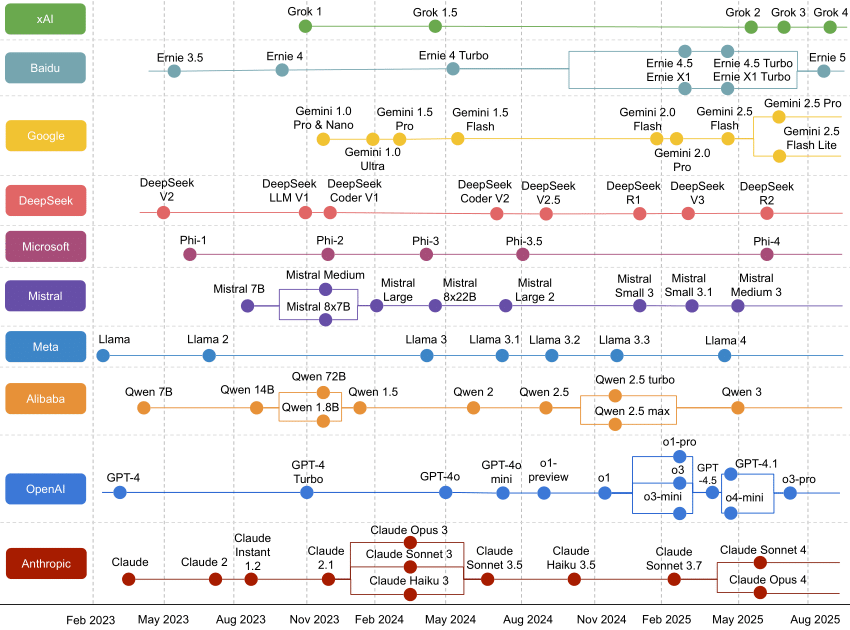 xAI
Grok 1
Grok 1.5
Grok 2
Grok 3
Grok 4
Baidu
Ernie 3.5
Ernie 4
Ernie 4 Turbo
Ernie 4.5
Ernie X1
Ernie 4.5 Turbo
Ernie X1 Turbo
Ernie 5
Google
Gemini 1.0
Pro & Nano
Gemini 1.0
Ultra
Gemini 1.5
Pro
Gemini 1.5
Flash
Gemini 2.0
Flash
Gemini 2.0
Pro
Gemini 2.5
Flash
Gemini 2.5 Pro
Gemini 2.5
Flash Lite
DeepSeek
DeepSeek
V2
DeepSeek
LLM V1
DeepSeek
Coder V1
DeepSeek
Coder V2
DeepSeek
V2.5
DeepSeek
R1
DeepSeek
V3
DeepSeek
R2
Microsoft
Phi-1
Phi-2
Phi-3
Phi-3.5
Phi-4
Mistral
Mistral 7B
Mistral Medium
Mistral 8x7B
Mistral
Large
Mistral
8x22B
Mistral
Large 2
Mistral
Small 3
Mistral
Small 3.1
Mistral
Medium 3
Meta
Llama
Llama 2
Llama 3
Llama 3.1
Llama 3.2
Llama 3.3
Llama 4
Alibaba
Qwen 7B
Qwen 14B
Qwen 72B
Qwen 1.8B
Qwen 1.5
Qwen 2
Qwen 2.5
Qwen 2.5 turbo
Qwen 2.5 max
Qwen 3
OpenAI
GPT-4
GPT-4
Turbo
GPT-4o
GPT-4o
mini
o1-
preview
o1
o1-pro
o3
o3-mini
GPT
-4.5
GPT-4.1
o4-mini
o3-pro
Anthropic
Claude
Claude 2
Claude
Instant
1.2
Claude
2.1
Claude Opus 3
Claude Sonnet 3
Claude Haiku 3
Claude
Sonnet 3.5
Claude
Haiku 3.5
Claude
Sonnet 3.7
Claude Sonnet 4
Claude Opus 4
Feb 2023
May 2023
Aug 2023
Nov 2023
Feb 2024
May 2024
Aug 2024
Nov 2024
Feb 2025
May 2025
Aug 2025